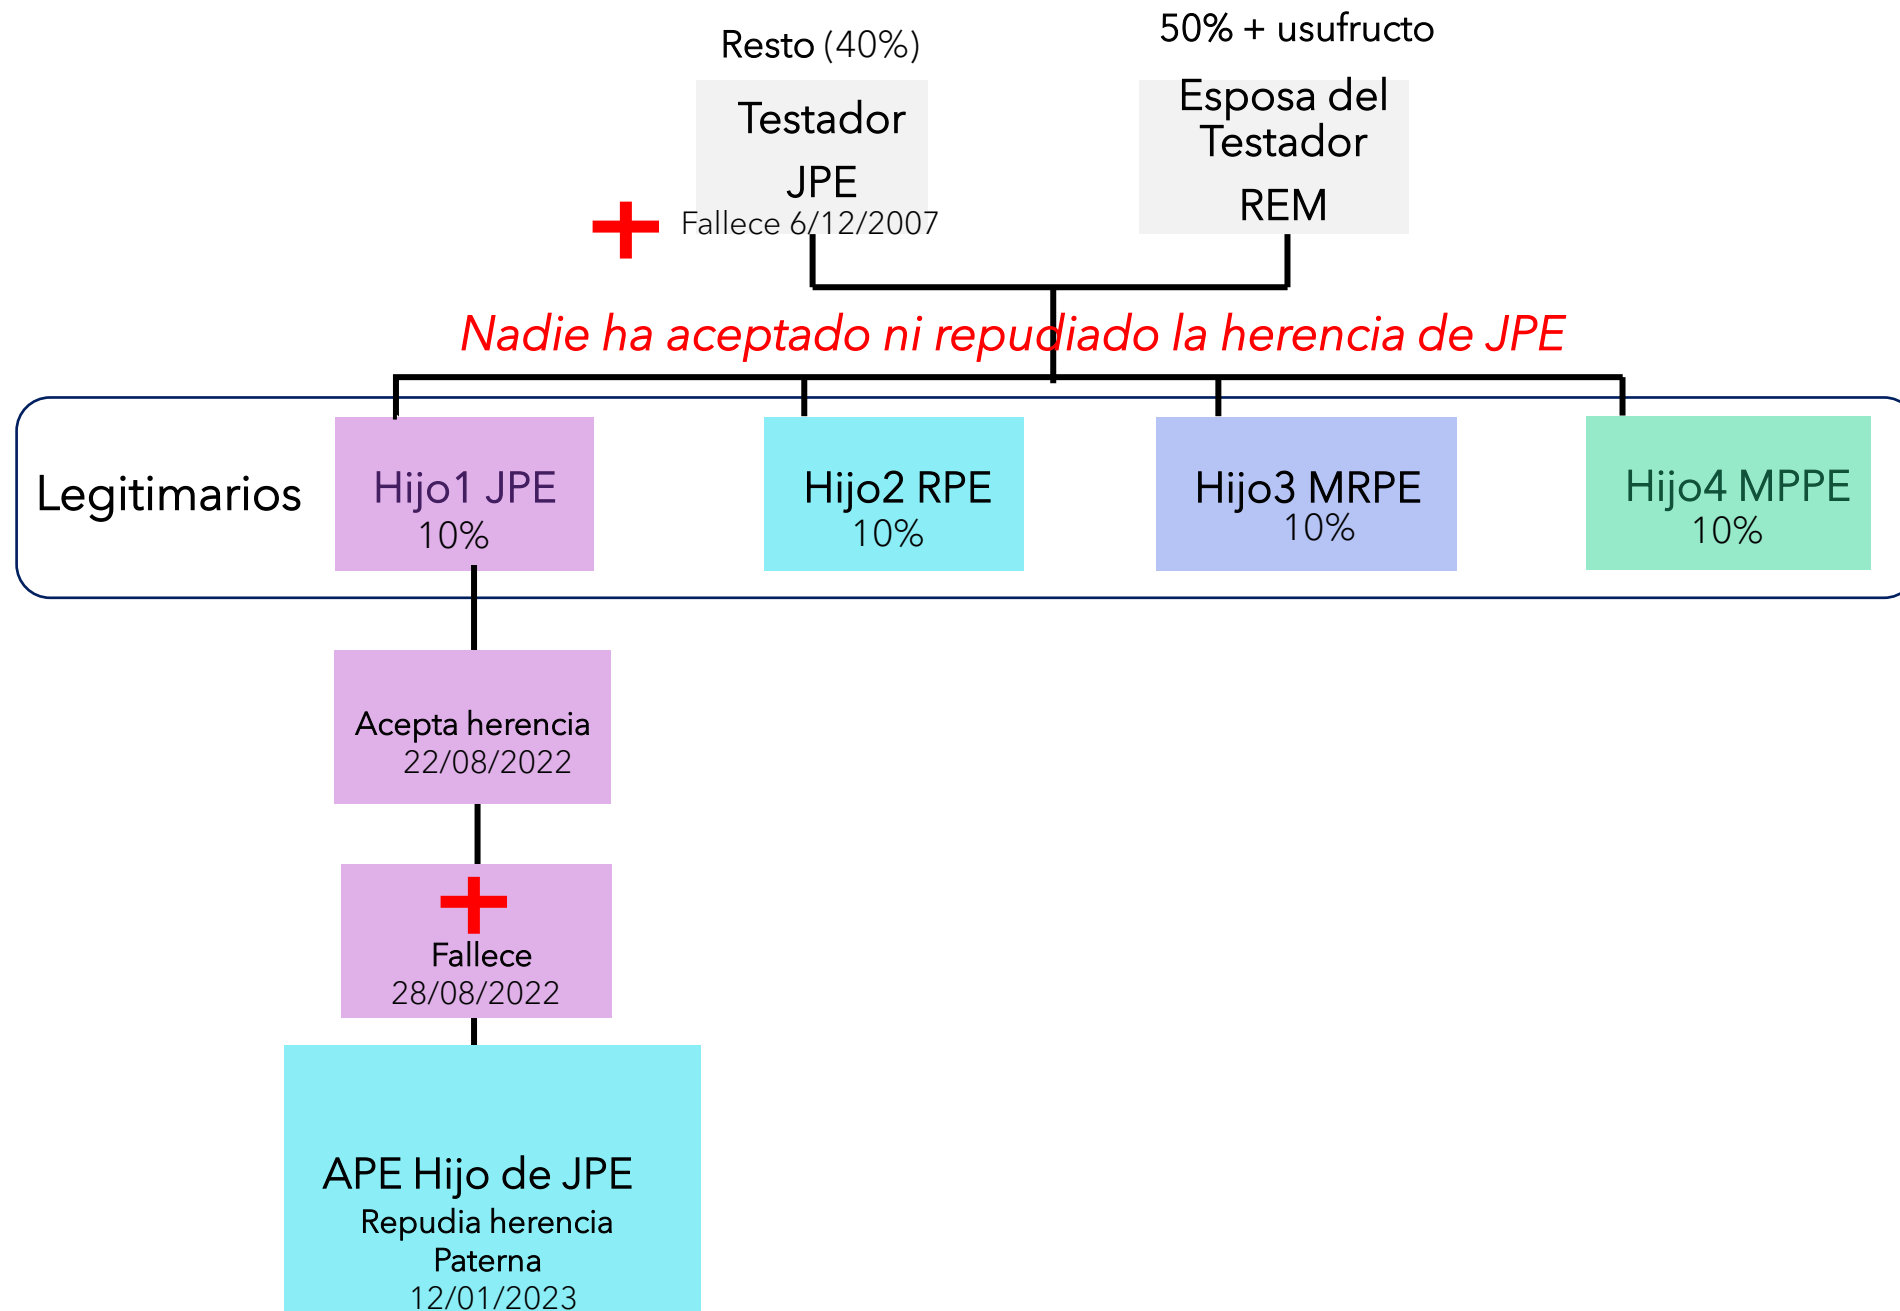 Resto (40%)
50% + usufructo
Testador
JPE
Fallece 6/12/2007
Esposa del
Testador
REM
Nadie ha aceptado ni repudiado la herencia de JPE
Legitimarios
Hijo1 JPE
10%
Hijo2 RPE
10%
Hijo3 MRPE
10%
Hijo4 MPPE
10%
Acepta herencia
22/08/2022
Fallece
28/08/2022
APE Hijo de JPE
Repudia herencia
Paterna
12/01/2023